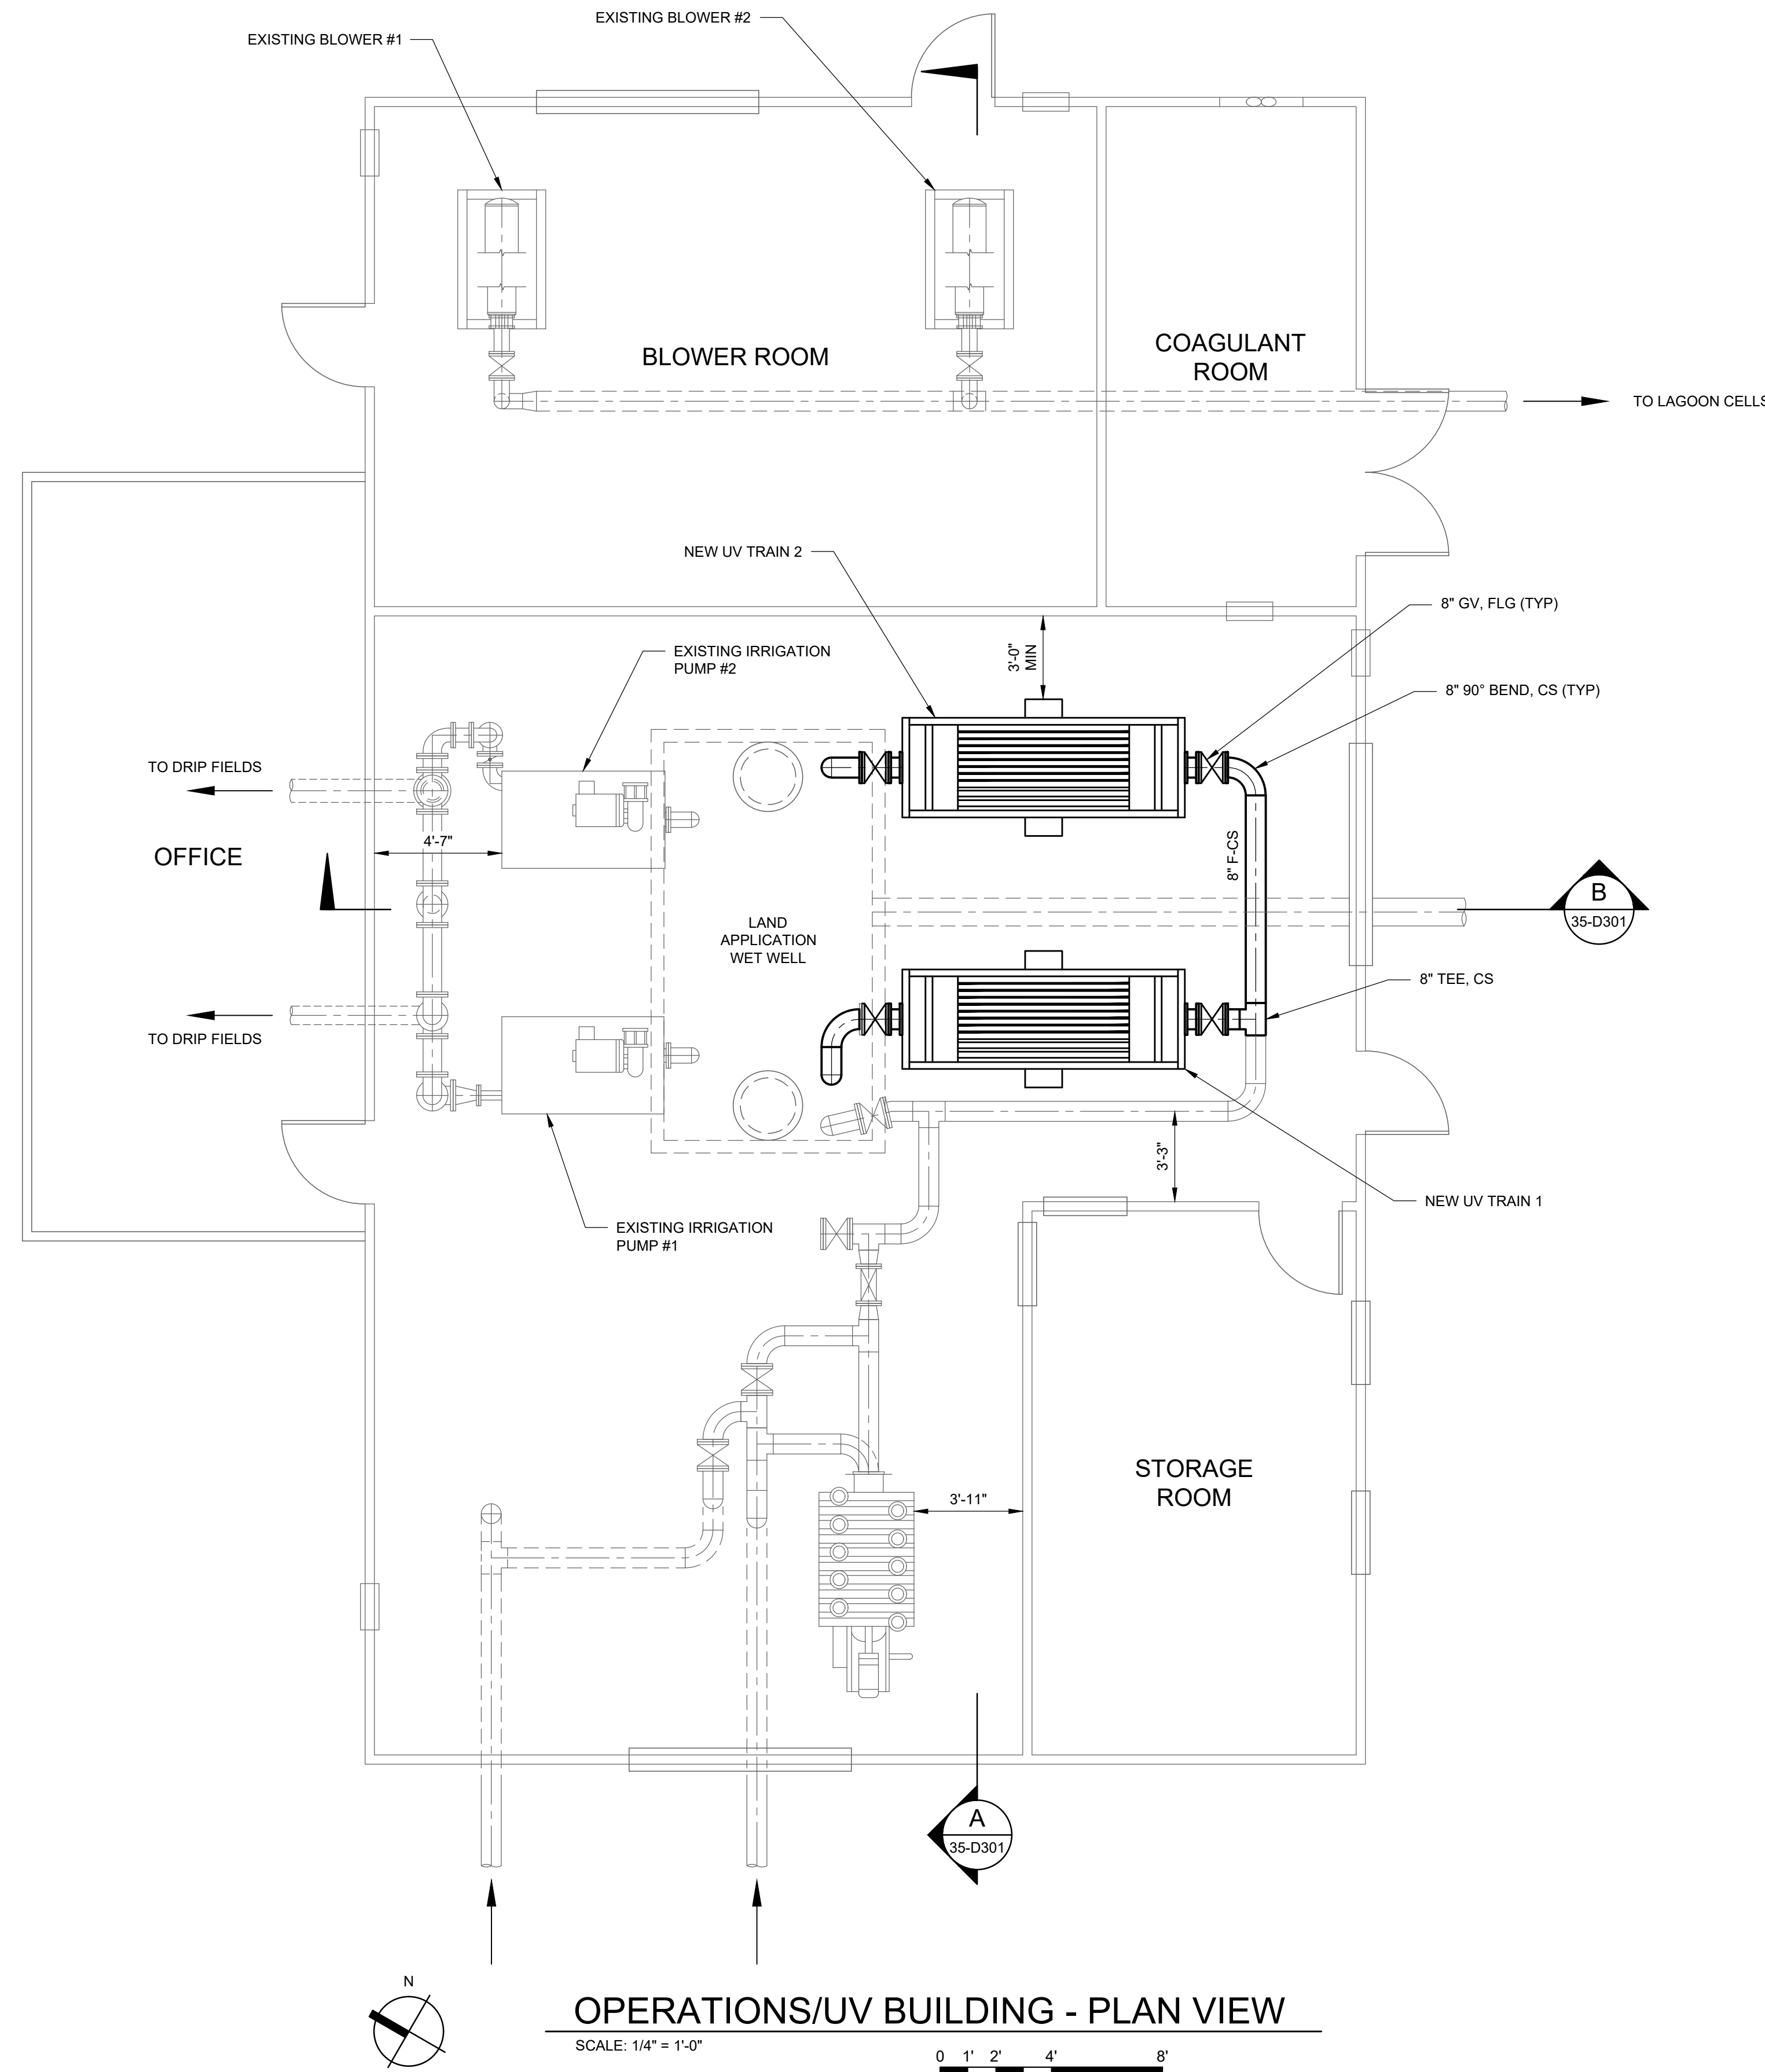 EXISTING BLOWER #2
EXISTING BLOWER #1
BLOWER ROOM
COAGULANT
ROOM
TO LAGOON CELLS
NEW UV TRAIN 2
8" GV, FLG (TYP)
EXISTING IRRIGATION
PUMP #2
3'-0"
MIN
8" 90° BEND, CS (TYP)
TO DRIP FIELDS
4'-7"
OFFICE
8" F-CS
B
35-D301
LAND
APPLICATION
WET WELL
8" TEE, CS
TO DRIP FIELDS
3'-3"
NEW UV TRAIN 1
EXISTING IRRIGATION
PUMP #1
STORAGE
ROOM
3'-11"
A
35-D301
N
OPERATIONS/UV BUILDING - PLAN VIEW
SCALE: 1/4" = 1'-0"
0 1' 2' 4' 8'